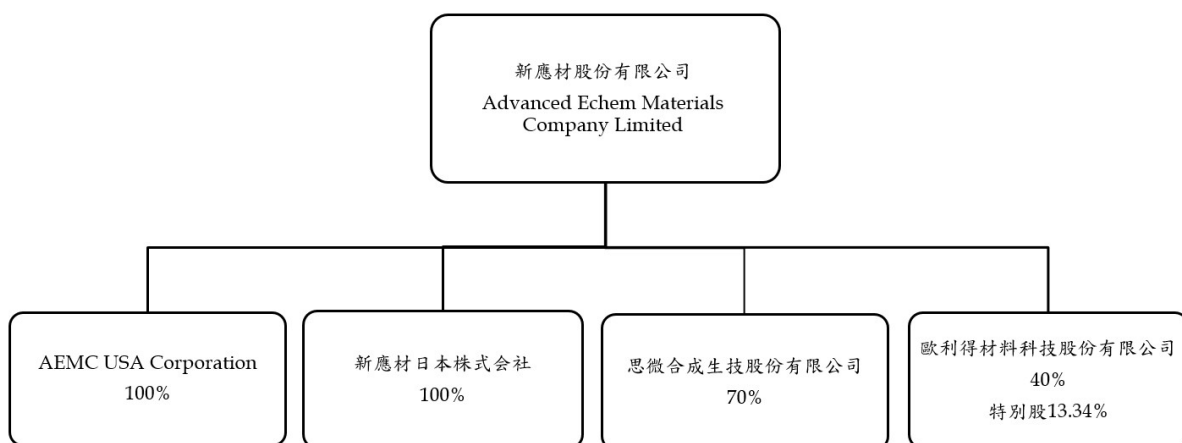 新應材股份有限公司
Advanced Echem Materials
Company Limited
AEMC USA Corporation
100%
新應材日本株式会社
100%
思微合成生技股份有限公司
70%
歐利得材料科技股份有限公司
40%
特別股13.34%